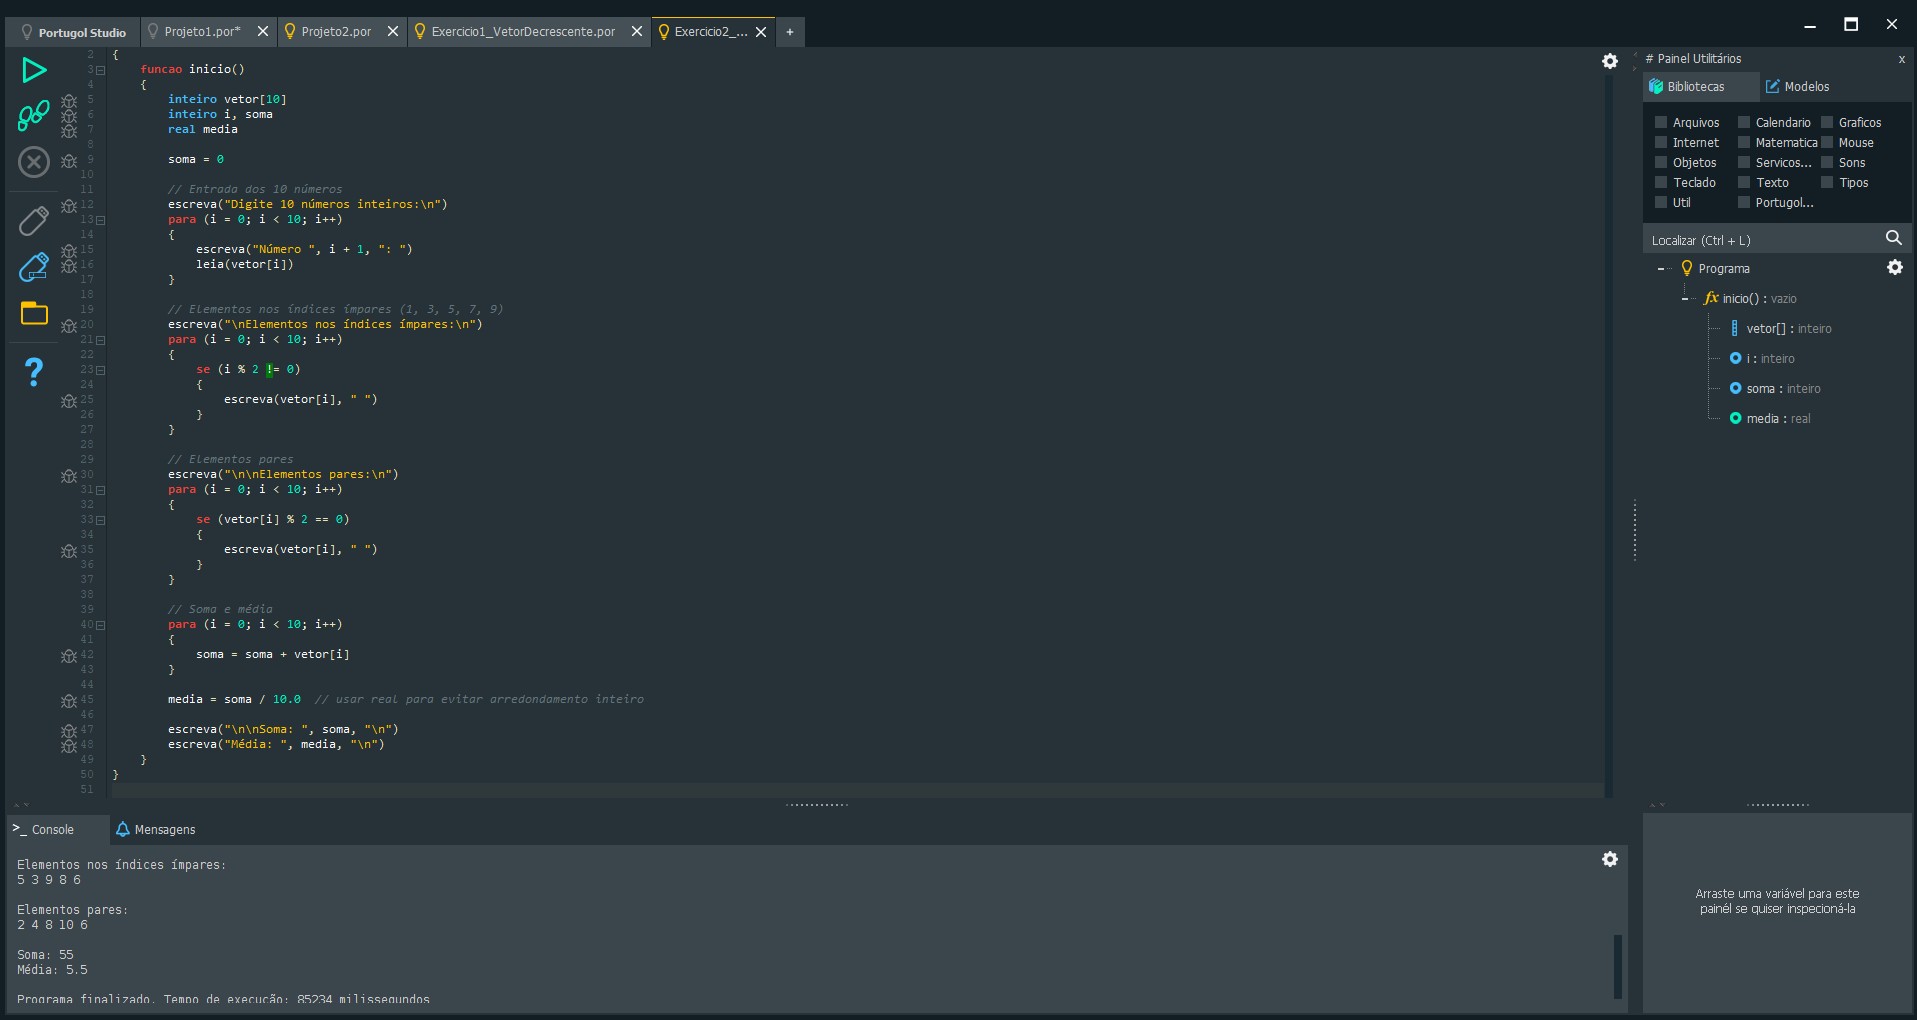 Portugol Studio
Projeto1.por*
Projeto2.por
Exercicio1_VetorDecrescente.por
Exercicio2_...
+
2 {
3 funcao inicio()
4 {
5 inteiro vetor[10]
6 inteiro i, soma
7 real media
8
9 soma = 0
10
11 // Entrada dos 10 números
12 escreva("Digite 10 números inteiros:\n")
13 para (i = 0; i < 10; i++)
14 {
15 escreva("Número ", i + 1, ": ")
16 leia(vetor[i])
17 }
18
19 // Elementos nos índices ímpares (1, 3, 5, 7, 9)
20 escreva("\nElementos nos índices ímpares:\n")
21 para (i = 0; i < 10; i++)
22 {
23 se (i % 2 != 0)
24 {
25 escreva(vetor[i], " ")
26 }
27 }
28
29 // Elementos pares
30 escreva("\n\nElementos pares:\n")
31 para (i = 0; i < 10; i++)
32 {
33 se (vetor[i] % 2 == 0)
34 {
35 escreva(vetor[i], " ")
36 }
37 }
38
39 // Soma e média
40 para (i = 0; i < 10; i++)
41 {
42 soma = soma + vetor[i]
43 }
44
45 media = soma / 10.0 // usar real para evitar arredondamento inteiro
46
47 escreva("\n\nSoma: ", soma, "\n")
48 escreva("Média: ", media, "\n")
49 }
50 }
51
# Painel Utilitários x
Bibliotecas Modelos
Arquivos Calendario Graficos
Internet Matematica Mouse
Objetos Servicos... Sons
Teclado Texto Tipos
Util Portugol...
Localizar (Ctrl + L)
Programa
fx inicio() : vazio
vetor[] : inteiro
i : inteiro
soma : inteiro
media : real
>_ Console Mensagens
Elementos nos índices ímpares:
5 3 9 8 6
Elementos pares:
2 4 8 10 6
Soma: 55
Média: 5.5
Programa finalizado. Tempo de execução: 85234 milissegundos
Arraste uma variável para este
painél se quiser inspecioná-la